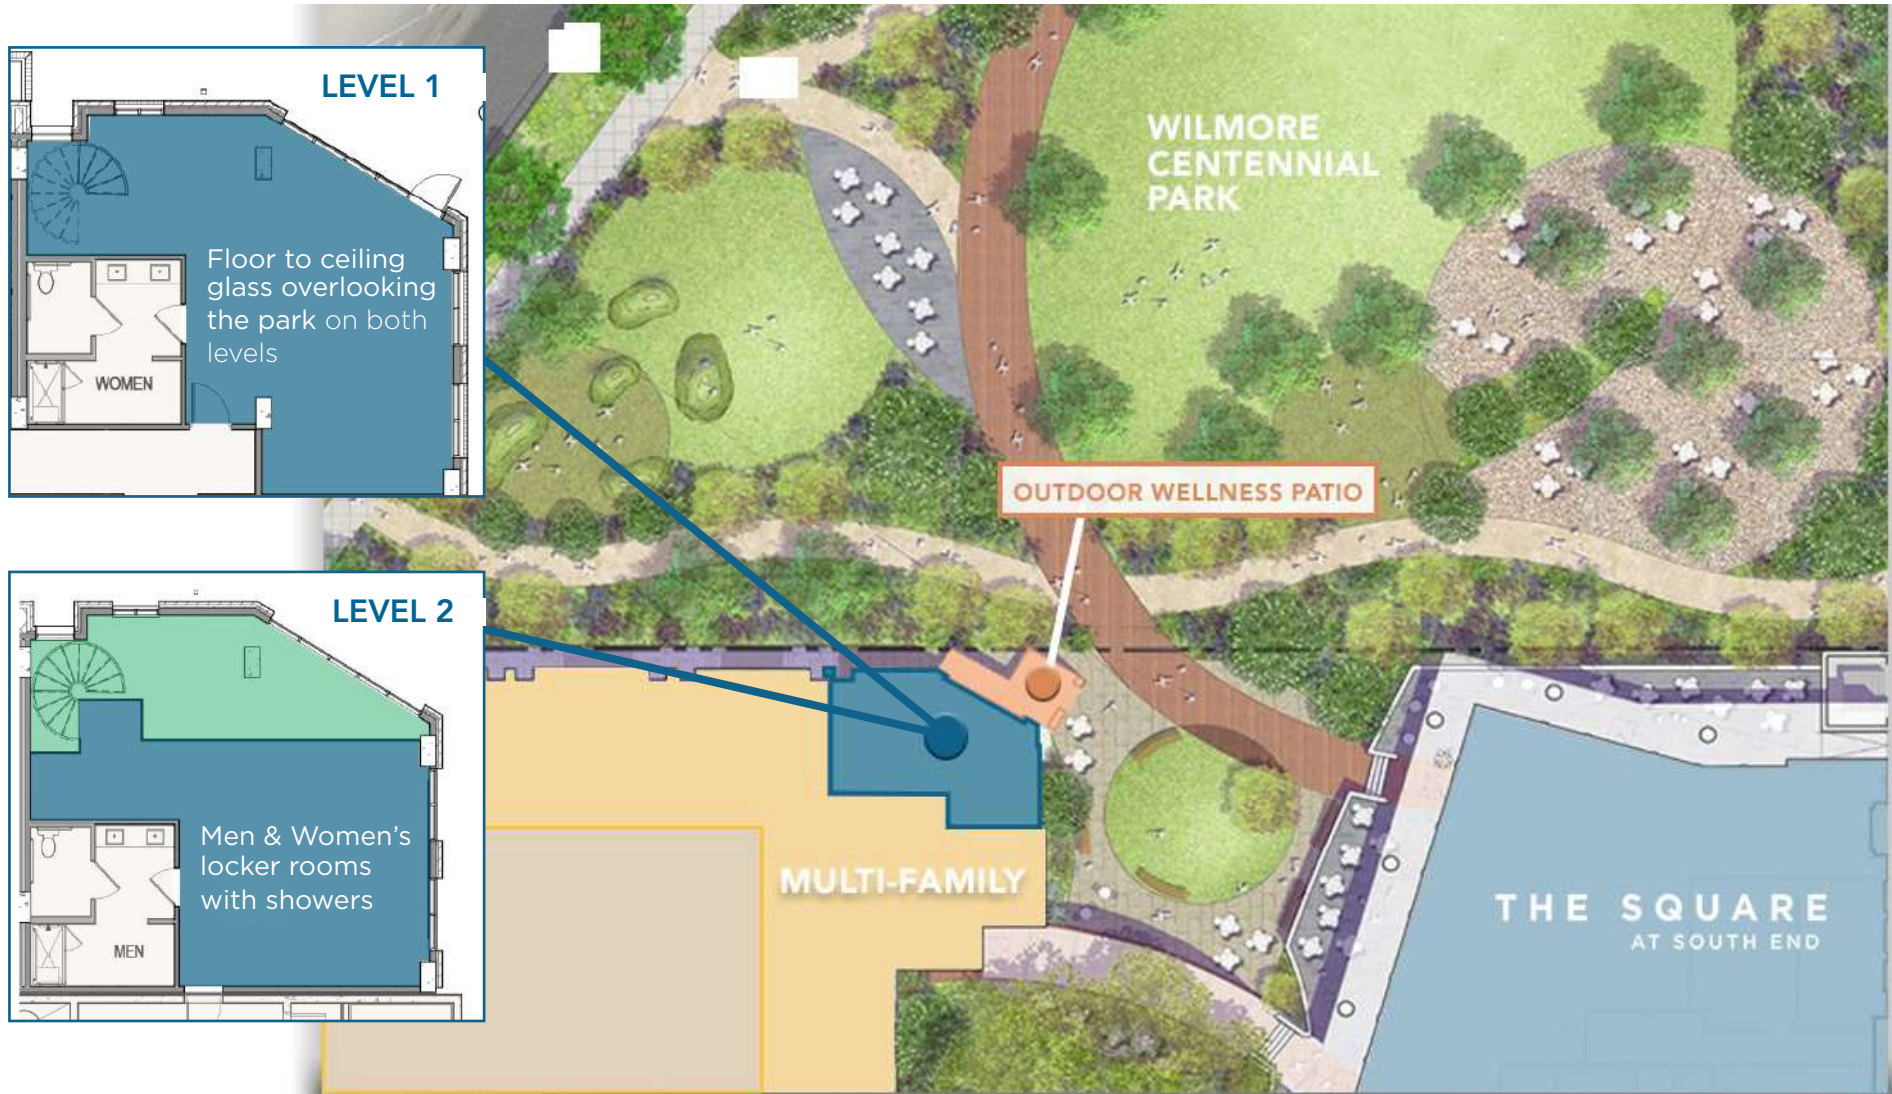 LEVEL 1
Floor to ceiling
glass overlooking
the park on both
levels
WOMEN
LEVEL 2
Men & Women's
locker rooms
with showers
MEN
WILMORE
CENTENNIAL
PARK
OUTDOOR WELLNESS PATIO
MULTI-FAMILY
THE SQUARE
AT SOUTH END